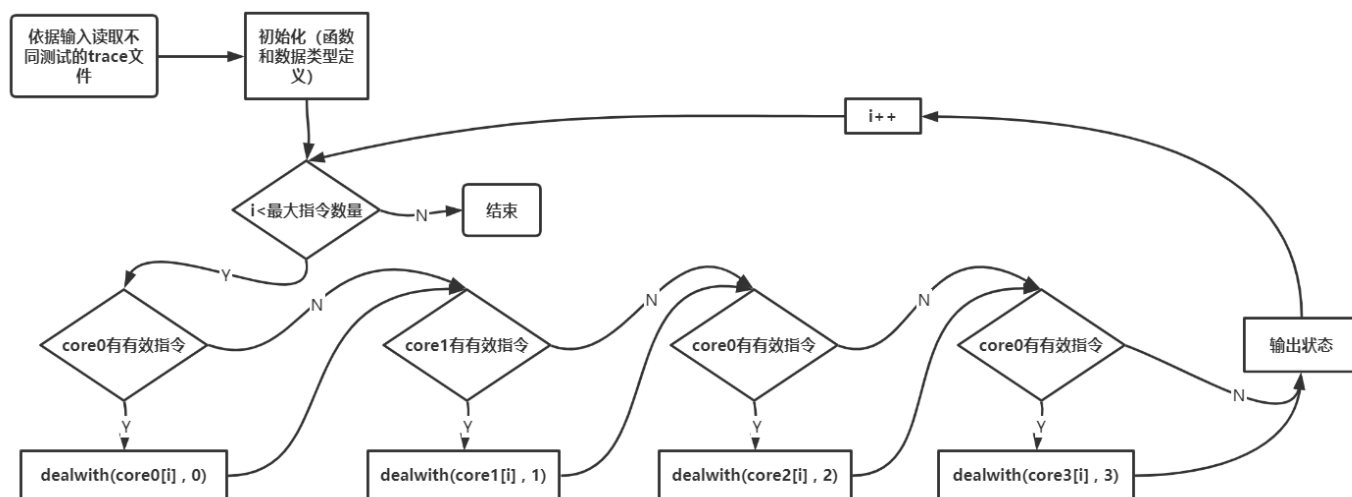 依据输入读取不
同测试的trace文
件
初始化（函数
和数据类型定
义）
i++
i<最大指令数量
N
结束
Y
N
N
N
core0有有效指令
core1有有效指令
core0有有效指令
core0有有效指令
输出状态
N
Y
Y
Y
Y
dealwith(core0[i] , 0)
dealwith(core1[i] , 1)
dealwith(core2[i] , 2)
dealwith(core3[i] , 3)